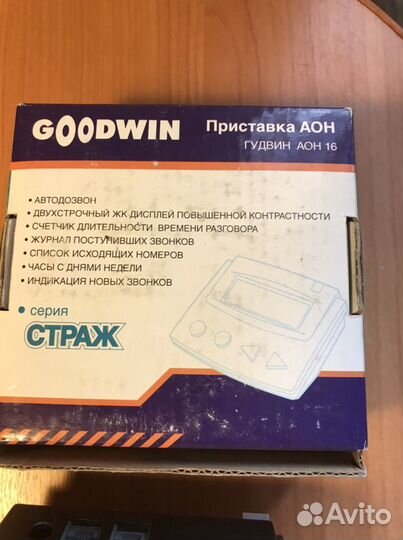 GOODWIN
Приставка АОН
ГУДВИН АОН 16
• АВТОДОЗВОН
• ДВУХСТРОЧНЫЙ ЖК ДИСПЛЕЙ ПОВЫШЕННОЙ КОНТРАСТНОСТИ
• СЧЕТЧИК ДЛИТЕЛЬНОСТИ ВРЕМЕНИ РАЗГОВОРА
• ЖУРНАЛ ПОСТУПИВШИХ ЗВОНКОВ
• СПИСОК ИСХОДЯЩИХ НОМЕРОВ
• ЧАСЫ С ДНЯМИ НЕДЕЛИ
• ИНДИКАЦИЯ НОВЫХ ЗВОНКОВ
• серия
СТРАЖ
Avito